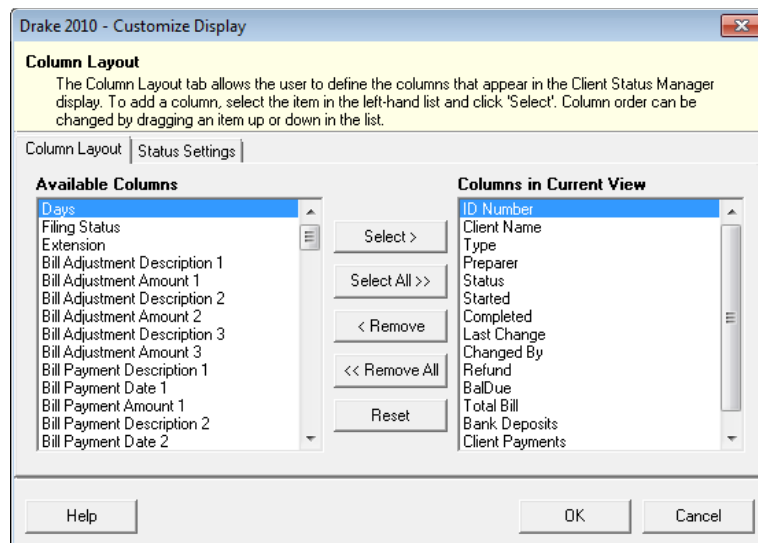 Drake 2010 - Customize Display
Column Layout
The Column Layout tab allows the user to define the columns that appear in the Client Status Manager
display. To add a column, select the item in the left-hand list and click 'Select'. Column order can be
changed by dragging an item up or down in the list.
Column Layout
Status Settings
Available Columns
Days
Filing Status
Extension
Bill Adjustment Description 1
Bill Adjustment Amount 1
Bill Adjustment Description 2
Bill Adjustment Amount 2
Bill Adjustment Description 3
Bill Adjustment Amount 3
Bill Payment Description 1
Bill Payment Date 1
Bill Payment Amount 1
Bill Payment Description 2
Bill Payment Date 2
Select >
Select All >>
< Remove
<< Remove All
Reset
Columns in Current View
ID Number
Client Name
Type
Preparer
Status
Started
Completed
Last Change
Changed By
Refund
BalDue
Total Bill
Bank Deposits
Client Payments
Help
OK
Cancel